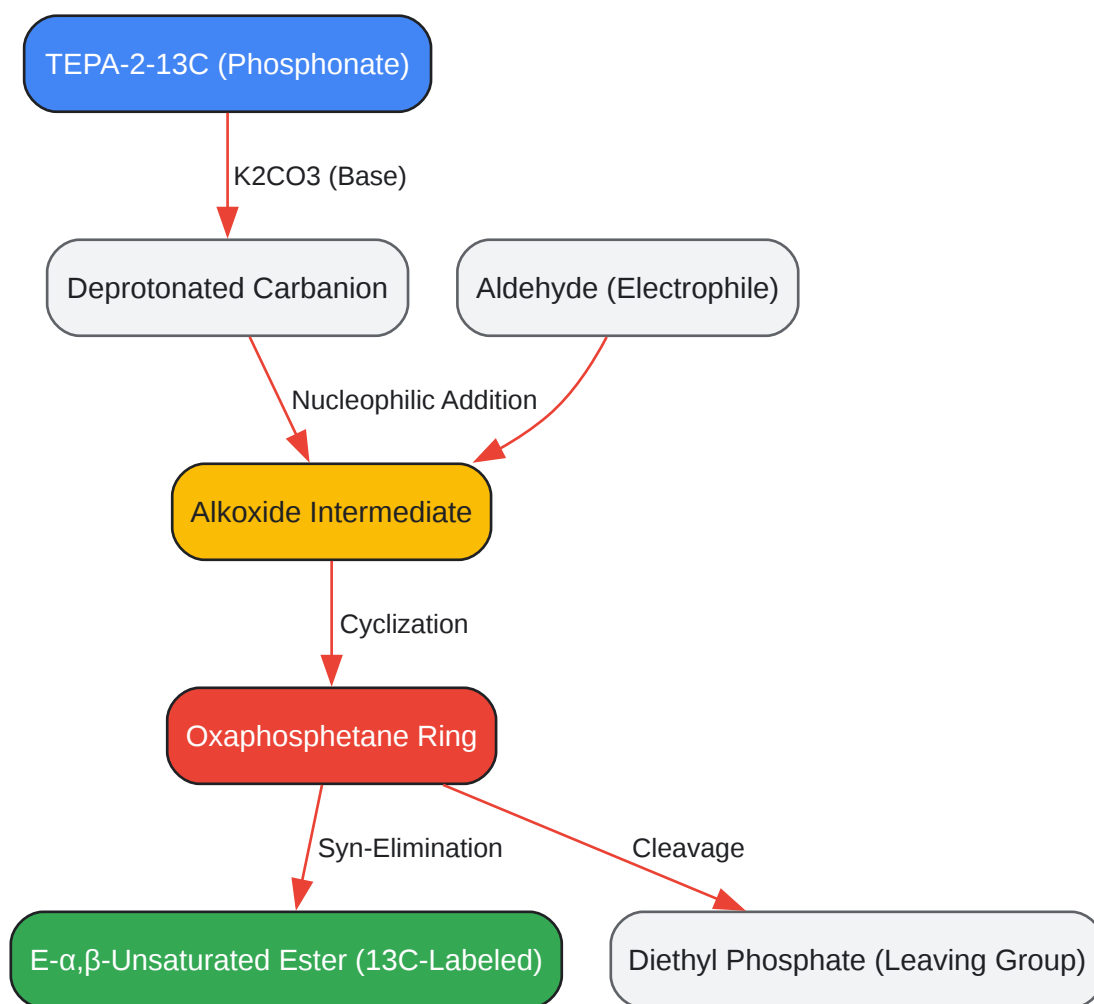 TEPA-2-13C (Phosphonate)
K2CO3 (Base)
Deprotonated Carbanion
Aldehyde (Electrophile)
Nucleophilic Addition
Alkoxide Intermediate
Cyclization
Oxaphosphetane Ring
Syn-Elimination
Cleavage
E-α,β-Unsaturated Ester (13C-Labeled)
Diethyl Phosphate (Leaving Group)